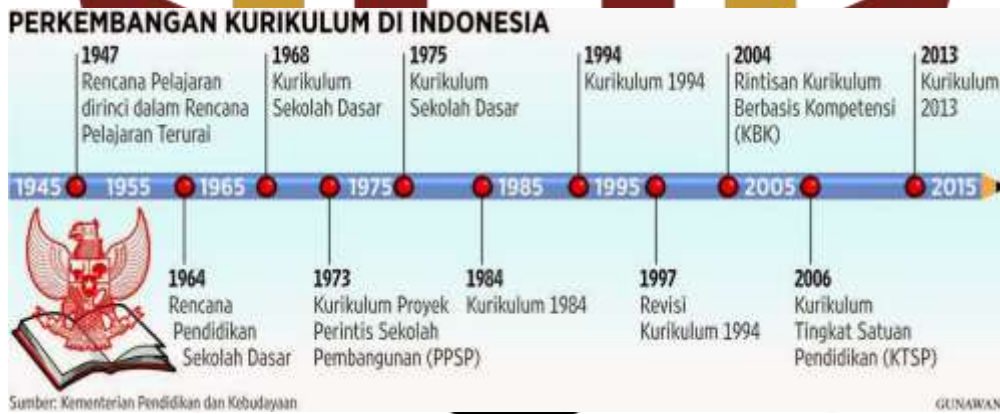 PERKEMBANGAN KURIKULUM DI INDONESIA
1947
Rencana Pelajaran
dirinci dalam Rencana
Pelajaran Terurai
1968
Kurikulum
Sekolah Dasar
1975
Kurikulum
Sekolah Dasar
1994
Kurikulum 1994
2004
Rintisan Kurikulum
Berbasis Kompetensi
(KBK)
2013
Kurikulum
2013
1945 1955 1965 1975 1985 1995 2005 2015
1964
Rencana
Pendidikan
Sekolah Dasar
1973
Kurikulum Proyek
Perintis Sekolah
Pembangunan (PPSP)
1984
Kurikulum 1984
1997
Revisi
Kurikulum 1994
2006
Kurikulum
Tingkat Satuan
Pendidikan (KTSP)
Sumber: Kementerian Pendidikan dan Kebudayaan
GUNAWAN